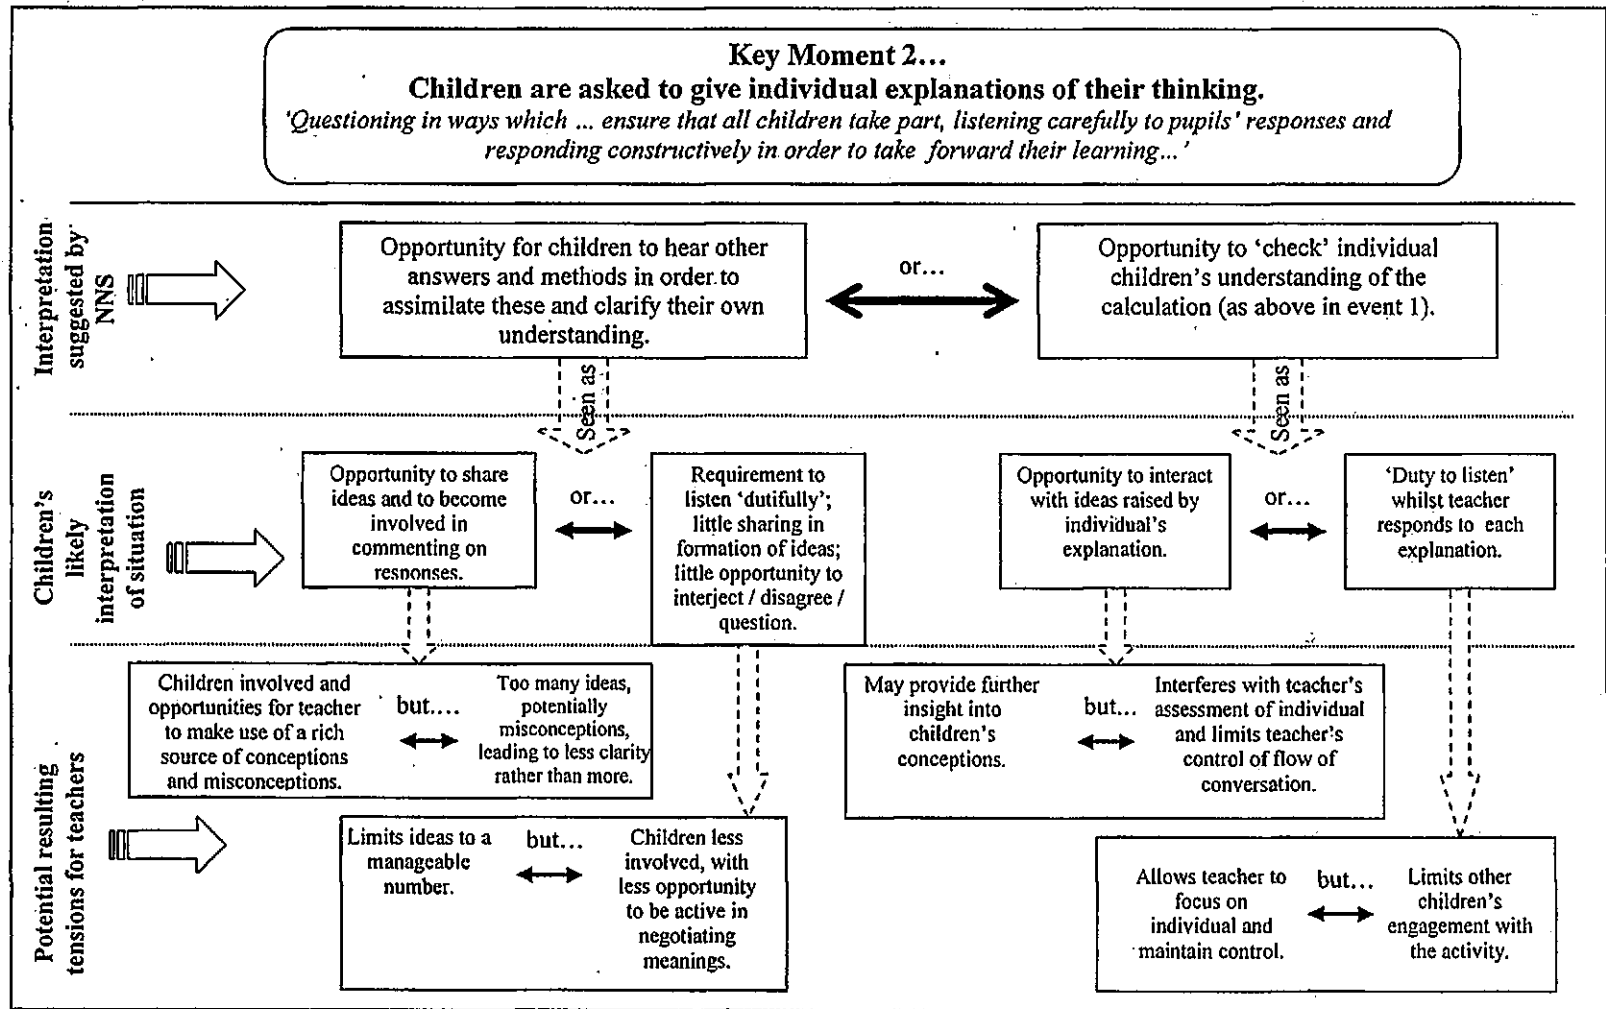 Key Moment 2...
Children are asked to give individual explanations of their thinking.
'Questioning in ways which ... ensure that all children take part, listening carefully to pupils' responses and
responding constructively in order to take forward their learning...'
Interpretation
suggested by
NNS
Opportunity for children to hear other
answers and methods in order to
assimilate these and clarify their own
understanding.
or...
Opportunity to 'check' individual
children's understanding of the
calculation (as above in event 1).
Seen as
Seen as
Children's
likely
interpretation
of situation
Opportunity to share
ideas and to become
involved in
commenting on
responses.
or...
Requirement to
listen 'dutifully';
little sharing in
formation of ideas;
little opportunity to
interject / disagree /
question.
Opportunity to interact
with ideas raised by
individual's
explanation.
or...
'Duty to listen'
whilst teacher
responds to each
explanation.
Potential resulting
tensions for teachers
Children involved and
opportunities for teacher
to make use of a rich
source of conceptions
and misconceptions.
but....
Too many ideas,
potentially
misconceptions,
leading to less clarity
rather than more.
May provide further
insight into
children's
conceptions.
but...
Interferes with teacher's
assessment of individual
and limits teacher's
control of flow of
conversation.
Limits ideas to a
manageable
number.
but...
Children less
involved, with
less opportunity
to be active in
negotiating
meanings.
Allows teacher to
focus on
individual and
maintain control.
but...
Limits other
children's
engagement with
the activity.